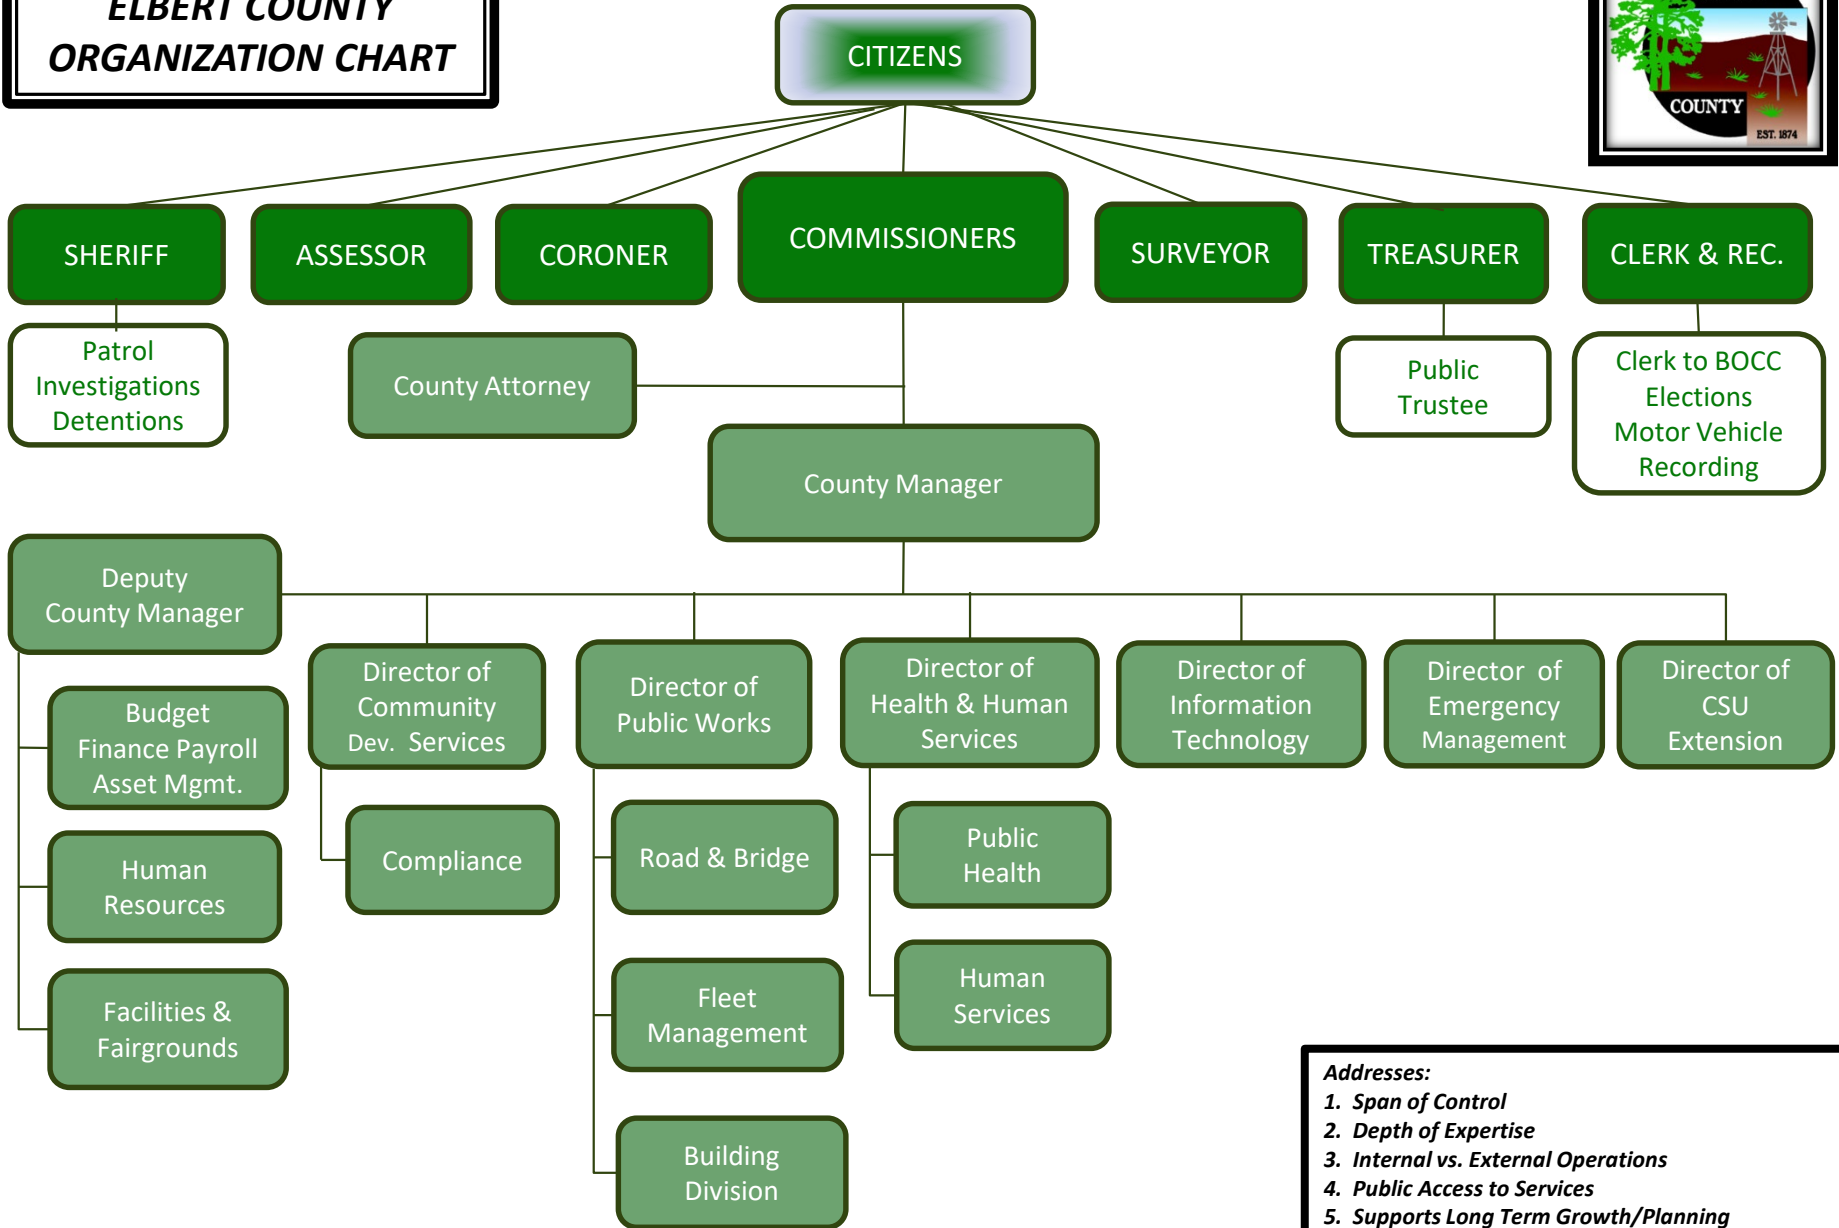 ELBERT COUNTY
ORGANIZATION CHART
CITIZENS
COUNTY
EST. 1874
SHERIFF
ASSESSOR
CORONER
COMMISSIONERS
SURVEYOR
TREASURER
CLERK & REC.
Patrol
Investigations
Detentions
County Attorney
Public
Trustee
Clerk to BOCC
Elections
Motor Vehicle
Recording
County Manager
Deputy
County Manager
Director of
Community
Dev. Services
Director of
Public Works
Director of
Health & Human
Services
Director of
Information
Technology
Director of
Emergency
Management
Director of
CSU
Extension
Budget
Finance Payroll
Asset Mgmt.
Human
Resources
Facilities &
Fairgrounds
Compliance
Road & Bridge
Fleet
Management
Building
Division
Public
Health
Human
Services
Addresses:
1. Span of Control
2. Depth of Expertise
3. Internal vs. External Operations
4. Public Access to Services
5. Supports Long Term Growth/Planning